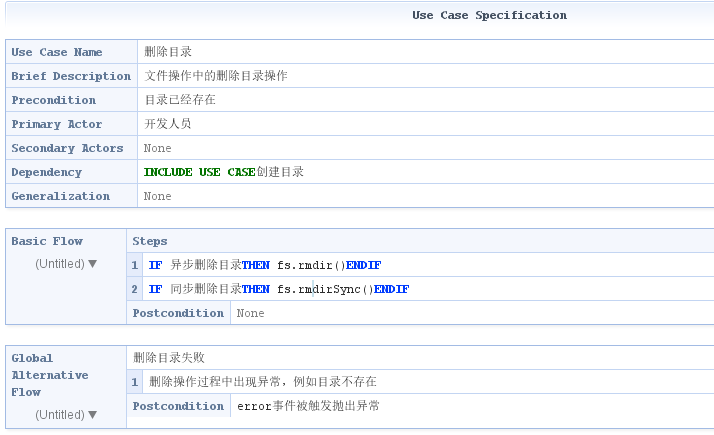 Use Case Specification
Use Case Name 删除目录
Brief Description 文件操作中的删除目录操作
Precondition 目录已经存在
Primary Actor 开发人员
Secondary Actors None
Dependency INCLUDE USE CASE创建目录
Generalization None
Basic Flow Steps
(Untitled) ▼
1 IF 异步删除目录THEN fs.rmdir()ENDIF
2 IF 同步删除目录THEN fs.rmdirSync()ENDIF
Postcondition None
Global Alternative Flow 删除目录失败
(Untitled) ▼
1 删除操作过程中出现异常，例如目录不存在
Postcondition error事件被触发抛出异常